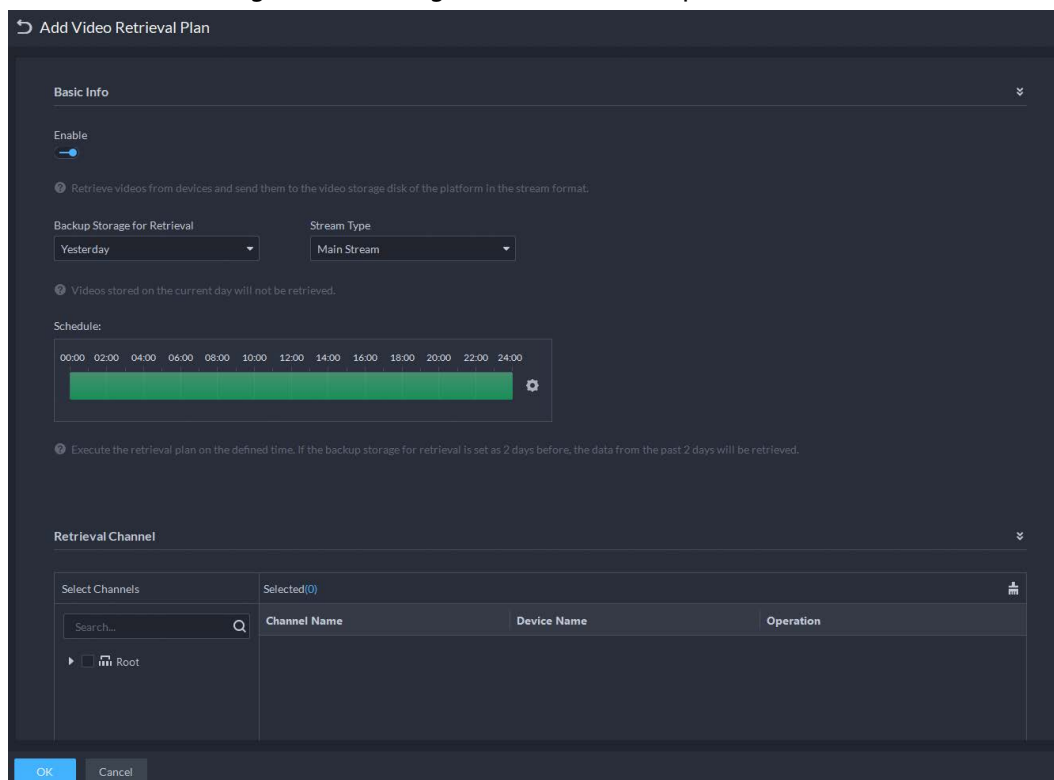 Add Video Retrieval Plan
Basic Info
Enable
Retrieve videos from devices and send them to the video storage disk of the platform in the stream format.
Backup Storage for Retrieval Stream Type
Yesterday Main Stream
Videos stored on the current day will not be retrieved.
Schedule:
00:00 02:00 04:00 06:00 08:00 10:00 12:00 14:00 16:00 18:00 20:00 22:00 24:00
Execute the retrieval plan on the defined time. If the backup storage for retrieval is set as 2 days before, the data from the past 2 days will be retrieved.
Retrieval Channel
Select Channels Selected(0)
Search... Channel Name Device Name Operation
Root
OK Cancel